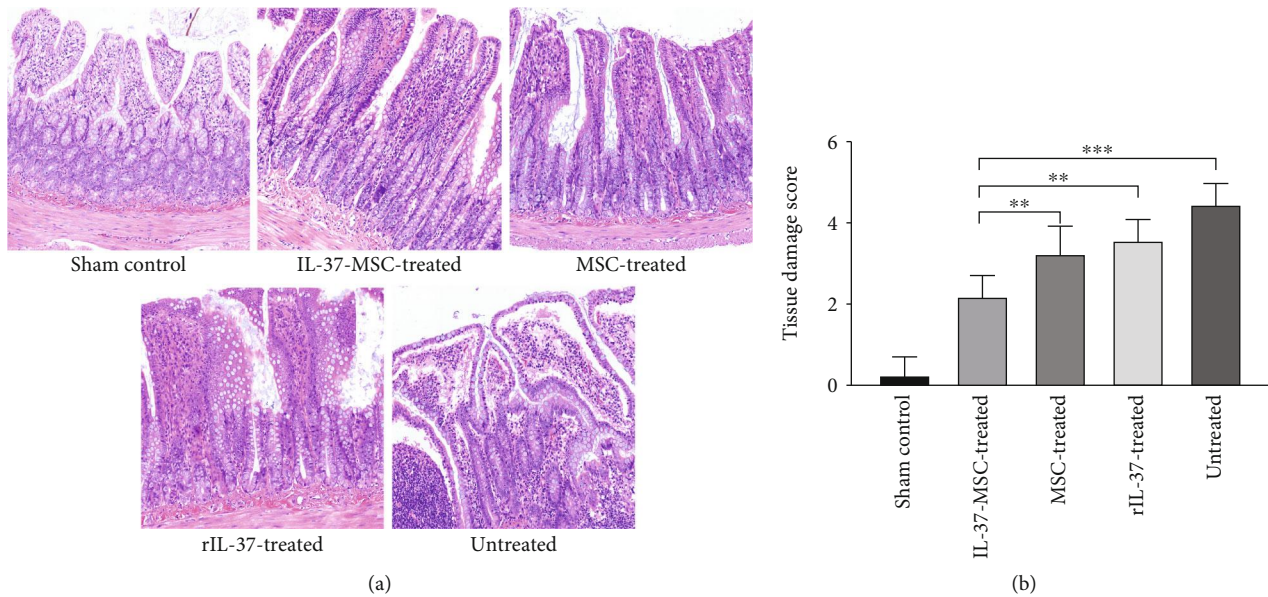 Sham control
IL-37-MSC-treated
MSC-treated
rIL-37-treated
Untreated
(a)
Tissue damage score
6
4
2
0
***
**
**
Sham control
IL-37-MSC-treated
MSC-treated
rIL-37-treated
Untreated
(b)